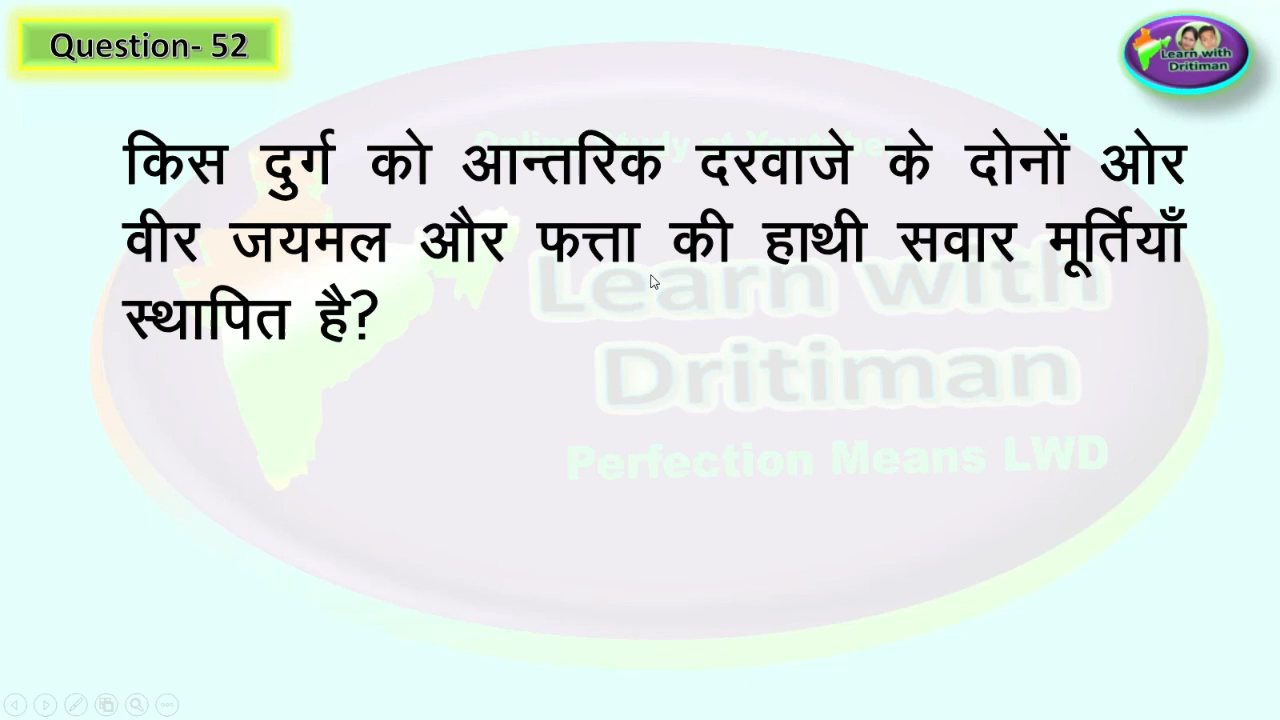 Question- 52
Learn with
Dritiman
किस दुर्ग को आन्तरिक दरवाजे के दोनों ओर
वीर जयमल और फत्ता की हाथी सवार मूर्तियाँ
स्थापित है?
Learn with
Dritiman
Perfection Means LWD